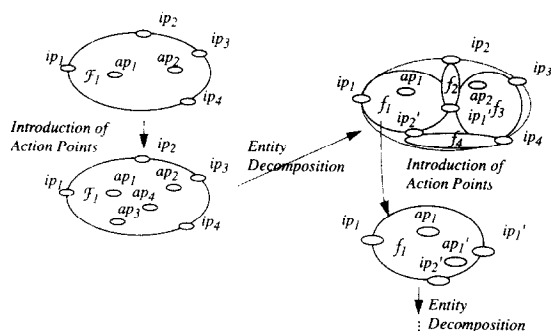 ip2
ip1
ip3
F1 ap1
ap2
ip4
Introduction of
Action Points
ip2
ip1
ip3
F1 ap1
ap2
ap4
ap3
ip4
Entity
Decomposition
ip2
ip3
ip1
ap1
f2
ap2
f1
ip1' f3
ip2'
f4
ip4
Introduction of
Action Points
ip1
ap1
ip1'
f1
ap1'
ip2'
Entity
Decomposition